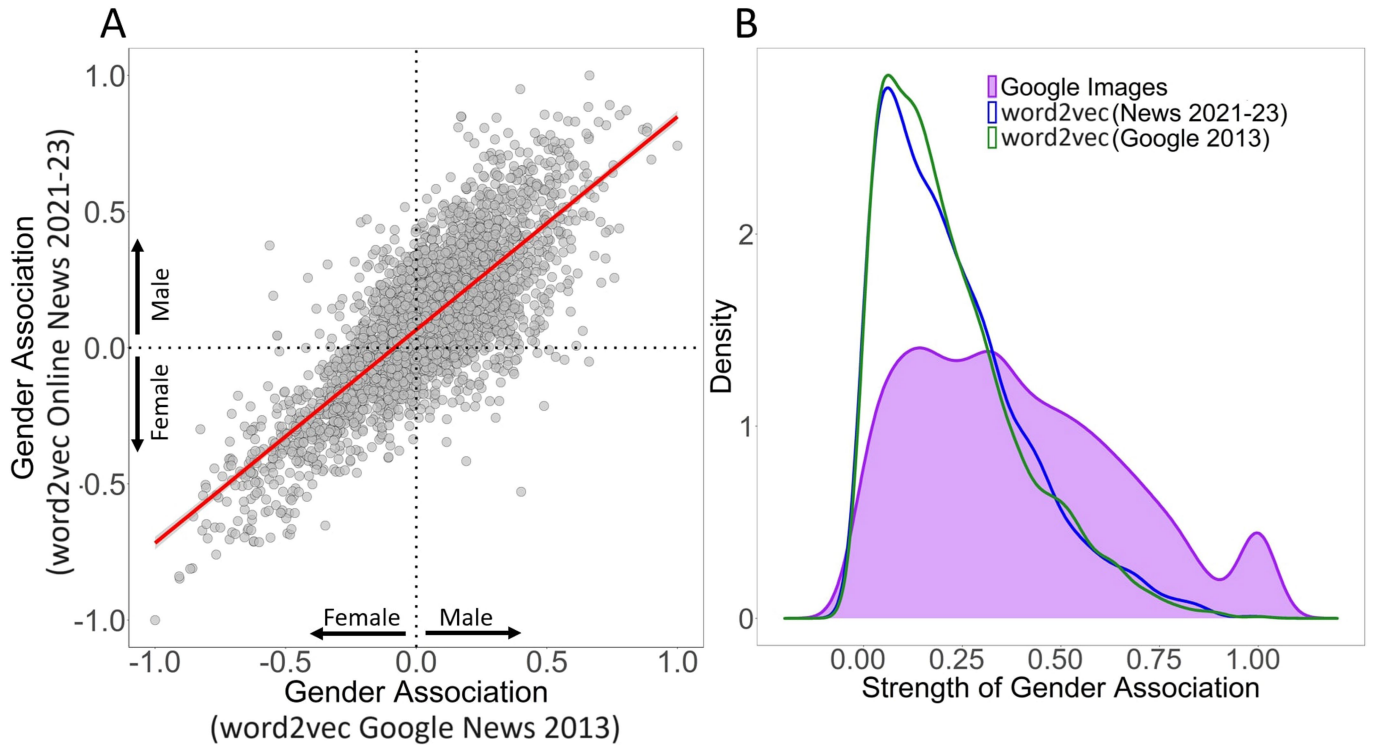 A
Gender Association
(word2vec Online News 2021-23)
Male
Female
1.0
0.5
0.0
-0.5
-1.0
Female
Male
-1.0
-0.5
0.0
0.5
1.0
Gender Association
(word2vec Google News 2013)
B
Google Images
word2vec (News 2021-23)
word2vec (Google 2013)
Density
2
1
0
0.00
0.25
0.50
0.75
1.00
Strength of Gender Association